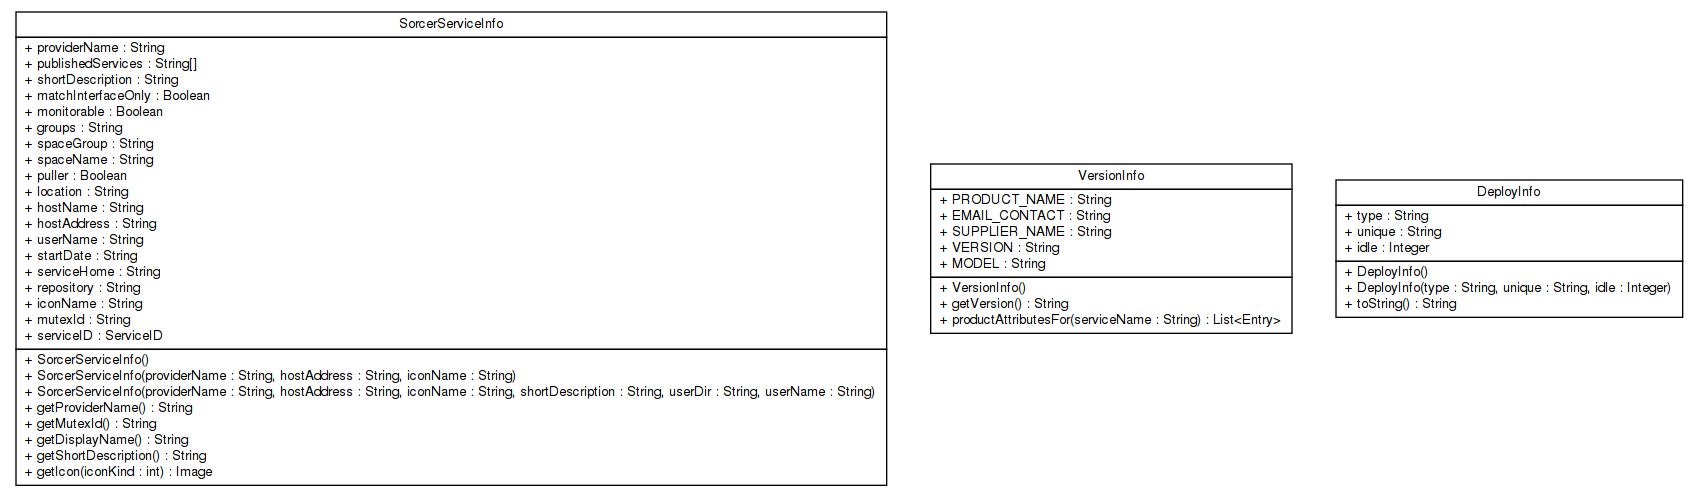 SorcerServiceInfo
+ providerName : String
+ publishedServices : String[]
+ shortDescription : String
+ matchInterfaceOnly : Boolean
+ monitorable : Boolean
+ groups : String
+ spaceGroup : String
+ spaceName : String
+ puller : Boolean
+ location : String
+ hostName : String
+ hostAddress : String
+ userName : String
+ startDate : String
+ serviceHome : String
+ repository : String
+ iconName : String
+ mutexId : String
+ serviceID : ServiceID
+ SorcerServiceInfo()
+ SorcerServiceInfo(providerName : String, hostAddress : String, iconName : String)
+ SorcerServiceInfo(providerName : String, hostAddress : String, iconName : String, shortDescription : String, userDir : String, userName : String)
+ getProviderName() : String
+ getMutexId() : String
+ getDisplayName() : String
+ getShortDescription() : String
+ getIcon(iconKind : int) : Image
VersionInfo
+ PRODUCT_NAME : String
+ EMAIL_CONTACT : String
+ SUPPLIER_NAME : String
+ VERSION : String
+ MODEL : String
+ VersionInfo()
+ getVersion() : String
+ productAttributesFor(serviceName : String) : List<Entry>
DeployInfo
+ type : String
+ unique : String
+ idle : Integer
+ DeployInfo()
+ DeployInfo(type : String, unique : String, idle : Integer)
+ toString() : String